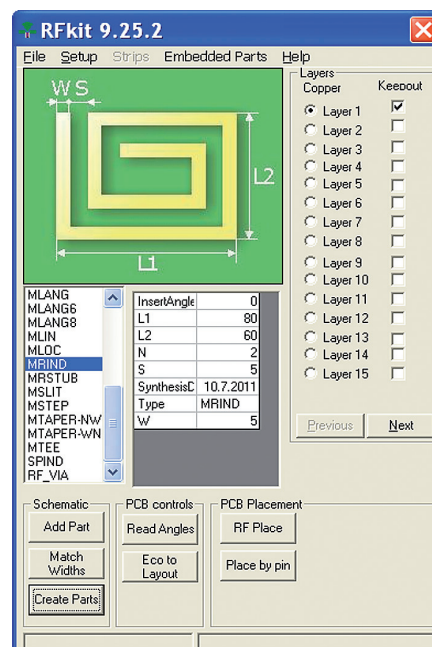 RFkit 9.25.2
File Setup Strips Embedded Parts Help
W S
L2
L1
Layers
Copper Keepout
Layer 1
Layer 2
Layer 3
Layer 4
Layer 5
Layer 6
Layer 7
Layer 8
Layer 9
Layer 10
Layer 11
Layer 12
Layer 13
Layer 14
Layer 15
Previous Next
MLANG
MLANG6
MLANG8
MLIN
MLOC
MRIND
MRSTUB
MSLIT
MSTEP
MTAPER-NW
MTAPER-WN
MTEE
SPIND
RF_VIA
InsertAngle 0
L1 80
L2 60
N 2
S 5
SynthesisD 10.7.2011
Type MRIND
W 5
Schematic
Add Part
Match
Widths
Create Parts
PCB controls
Read Angles
Eco to
Layout
PCB Placement
RF Place
Place by pin